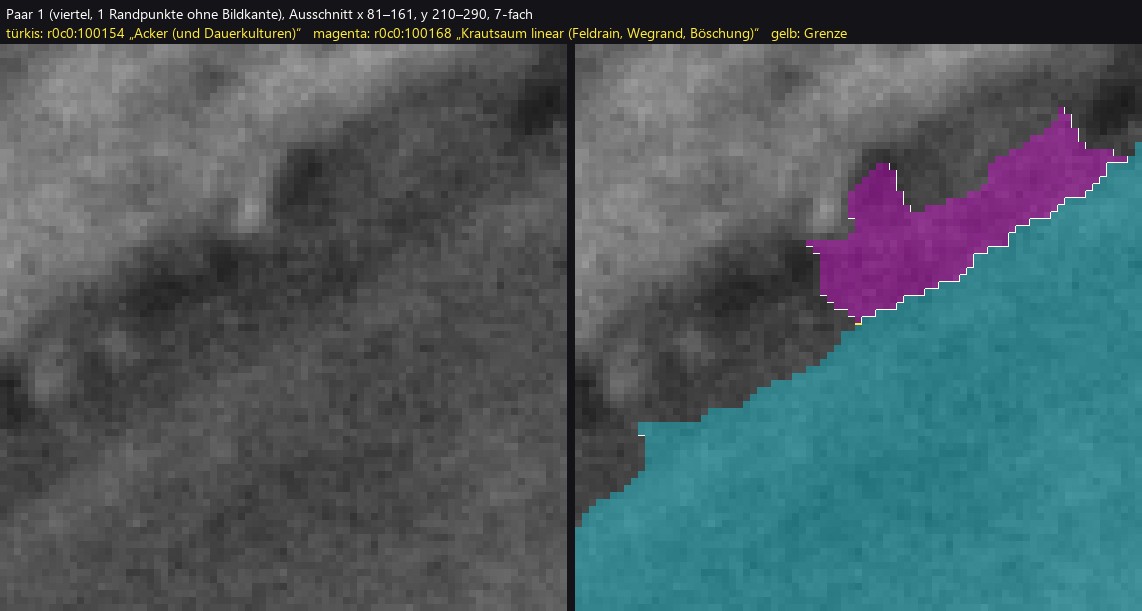 Paar 1 (viertel, 1 Randpunkte ohne Bildkante), Ausschnitt x 81–161, y 210–290, 7-fach
türkis: r0c0:100154 „Acker (und Dauerkulturen)“ magenta: r0c0:100168 „Krautsaum linear (Feldrain, Wegrand, Böschung)“ gelb: Grenze